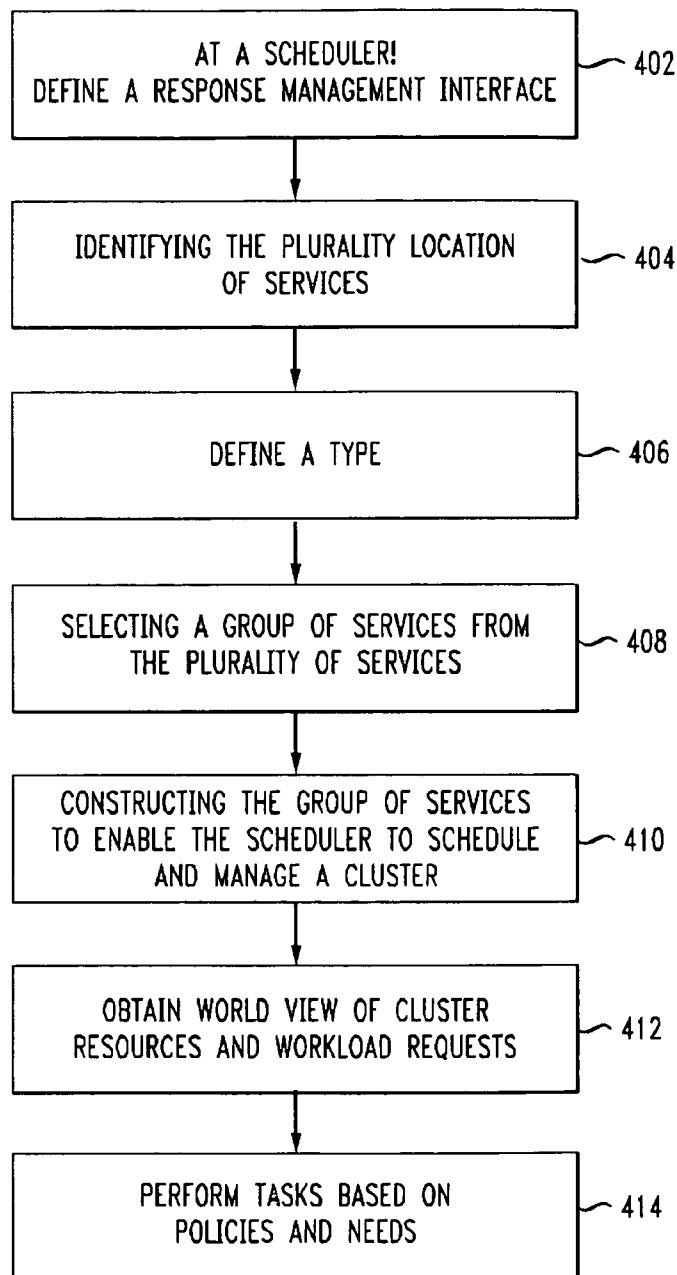 AT A SCHEDULER!
DEFINE A RESPONSE MANAGEMENT INTERFACE
402
IDENTIFYING THE PLURALITY LOCATION
OF SERVICES
404
DEFINE A TYPE
406
SELECTING A GROUP OF SERVICES FROM
THE PLURALITY OF SERVICES
408
CONSTRUCTING THE GROUP OF SERVICES
TO ENABLE THE SCHEDULER TO SCHEDULE
AND MANAGE A CLUSTER
410
OBTAIN WORLD VIEW OF CLUSTER
RESOURCES AND WORKLOAD REQUESTS
412
PERFORM TASKS BASED ON
POLICIES AND NEEDS
414